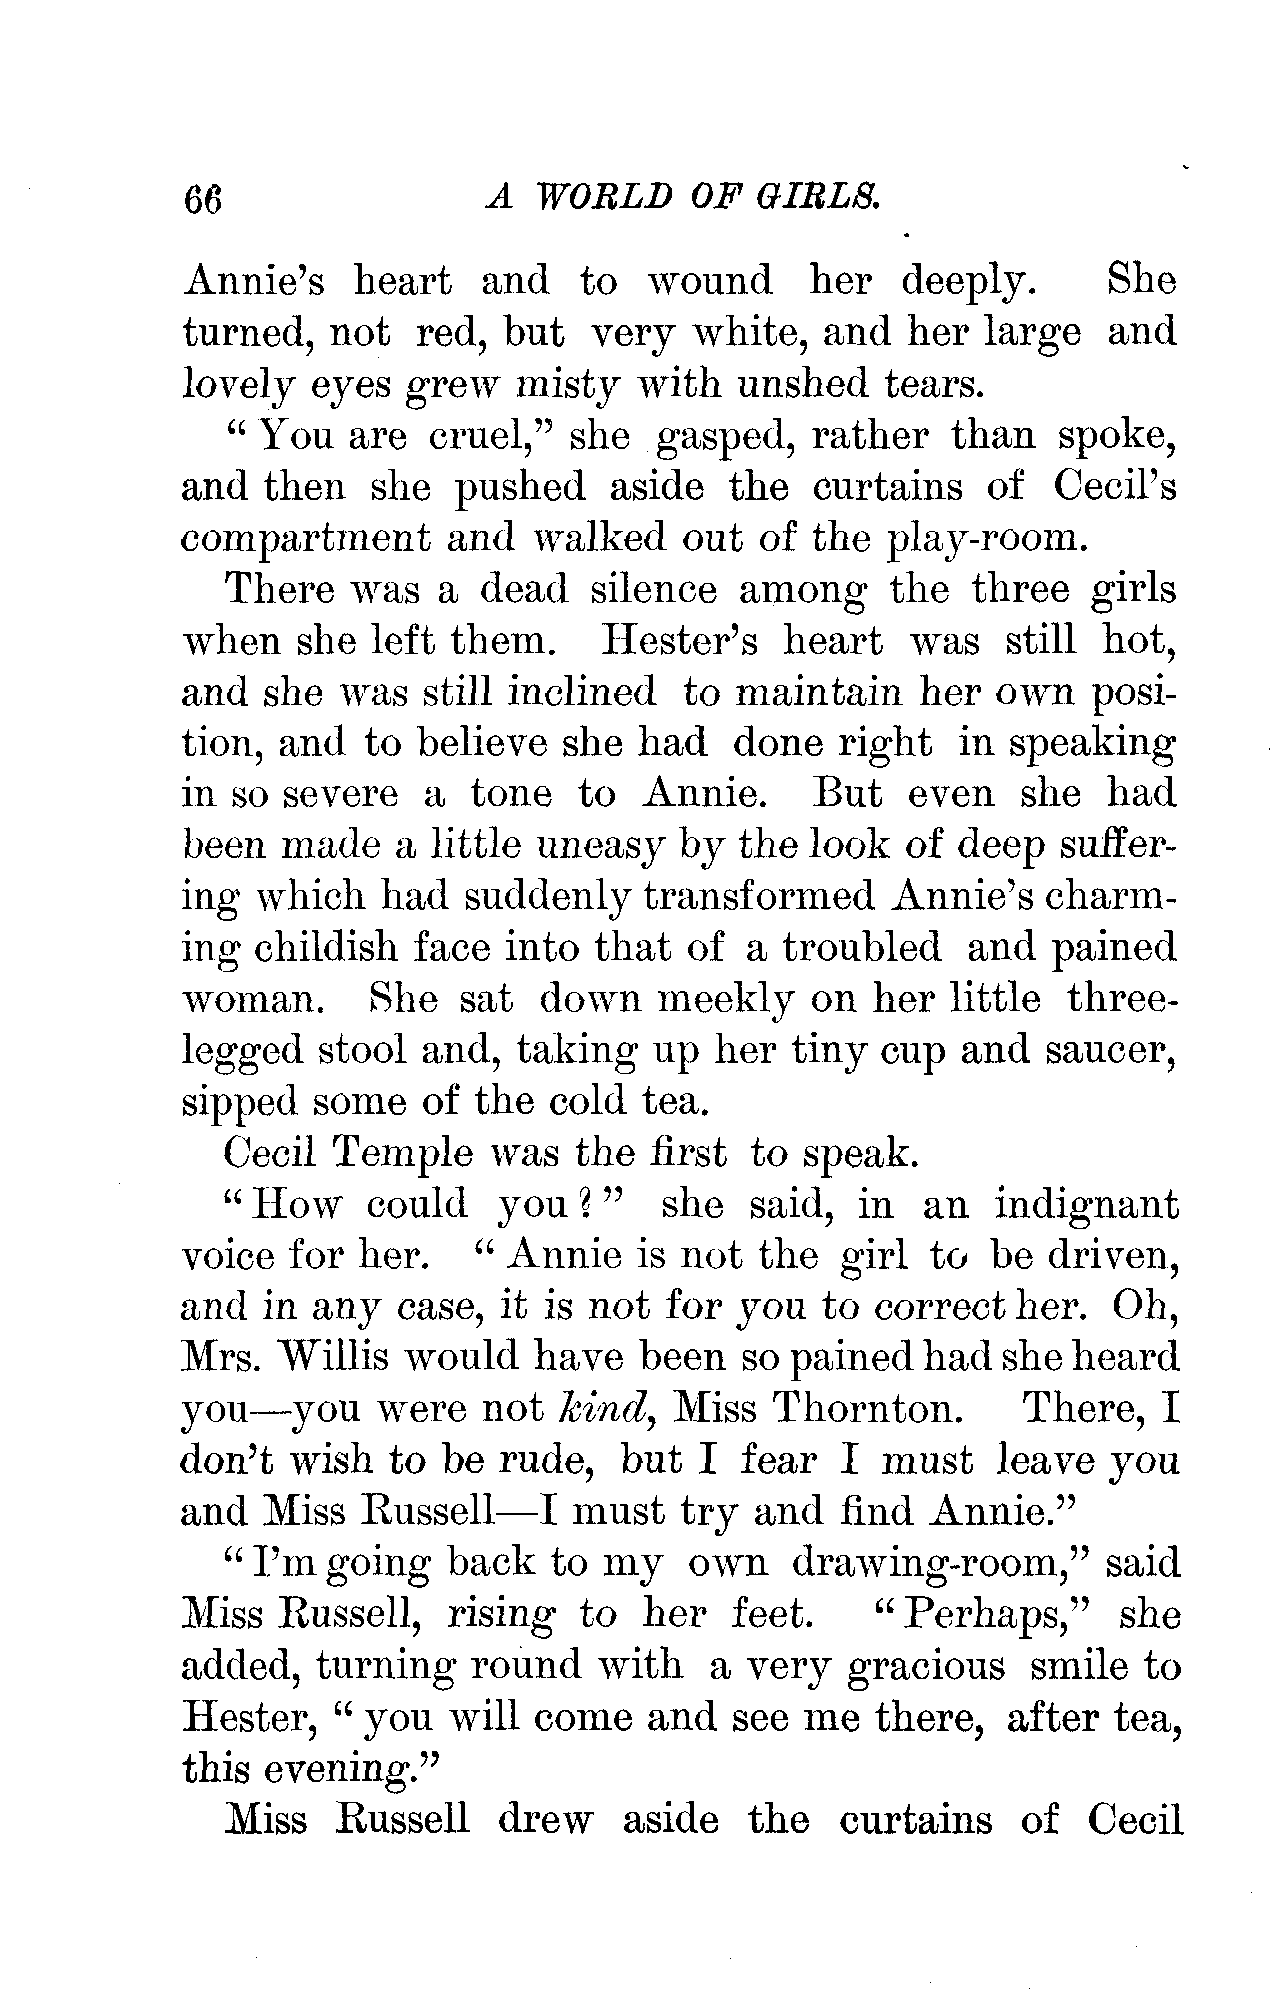 66 A WORLD OF GIRLS.
Annie's heart and to wound her deeply. She
turned, not red, but very white, and her large and
lovely eyes grew misty with unshed tears.
“ You are cruel,” she gasped, rather than spoke,
and then she pushed aside the curtains of Cecil's
compartment and walked out of the play-room.
There was a dead silence among the three girls
when she left them. Hester's heart was still hot,
and she was still inclined to maintain her own posi-
tion, and to believe she had done right in speaking
in so severe a tone to Annie. But even she had
been made a little uneasy by the look of deep suffer-
ing which had suddenly transformed Annie's charm-
ing childish face into that of a troubled and pained
woman. She sat down meekly on her little three-
legged stool and, taking up her tiny cup and saucer,
sipped some of the cold tea.
Cecil Temple was the first to speak.
“ How could you ? ” she said, in an indignant
voice for her. “ Annie is not the girl to be driven,
and in any case, it is not for you to correct her. Oh,
Mrs. Willis would have been so pained had she heard
you—you were not kind, Miss Thornton. There, I
don't wish to be rude, but I fear I must leave you
and Miss Russell—I must try and find Annie.”
“ I'm going back to my own drawing-room,” said
Miss Russell, rising to her feet. “ Perhaps,” she
added, turning round with a very gracious smile to
Hester, “ you will come and see me there, after tea,
this evening.”
Miss Russell drew aside the curtains of Cecil